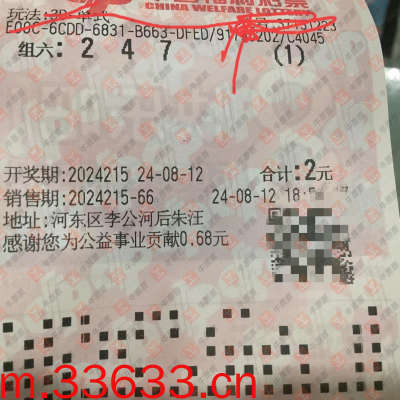 玩法:3D 单式
CHINA WELFARE LOTTERY
E08C-6CDD-6831-B663-DFED/91
202/C4045
组六: 2 4 7 (1)
开奖期:2024215 24-08-12 合计:2元
销售期:2024215-66 24-08-12 18:
地址:河东区李公河后朱汪
感谢您为公益事业贡献0.68元
m.33633.cn